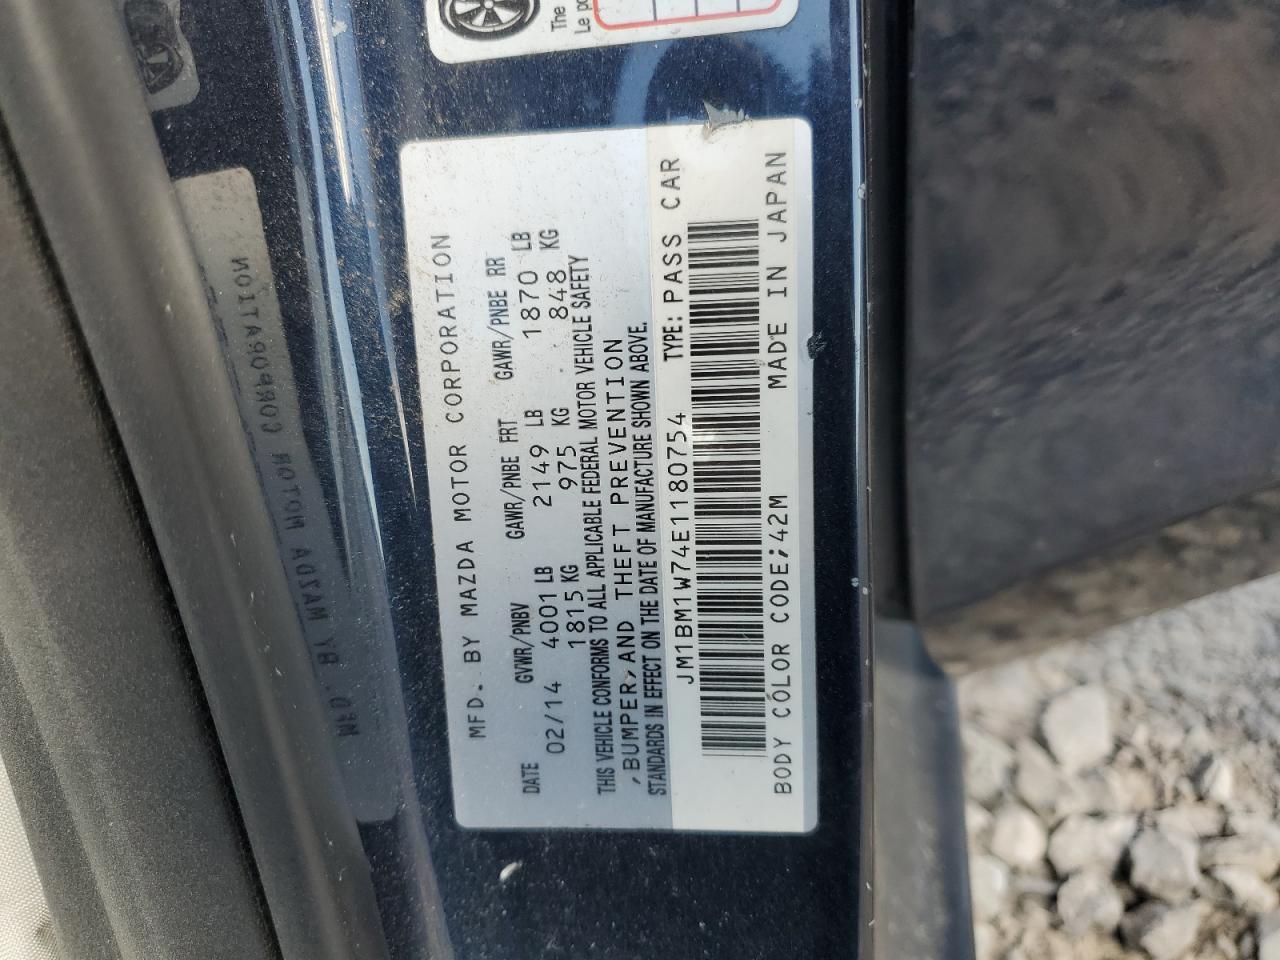 The
Le po
MFD. BY MAZDA MOTOR CORPORATION
DATE GVWR/PNBV GAWR/PNBE FRT GAWR/PNBE RR
02/14 4001 LB 2149 LB 1870 LB
1815 KG 975 KG 848 KG
THIS VEHICLE CONFORMS TO ALL APPLICABLE FEDERAL MOTOR VEHICLE SAFETY
,BUMPER,AND THEFT PREVENTION
STANDARDS IN EFFECT ON THE DATE OF MANUFACTURE SHOWN ABOVE.
JM1BM1W74E1180754 TYPE: PASS CAR
BODY COLOR CODE;42M MADE IN JAPAN
MFD. BY MAZDA MOTOR CORPORATION